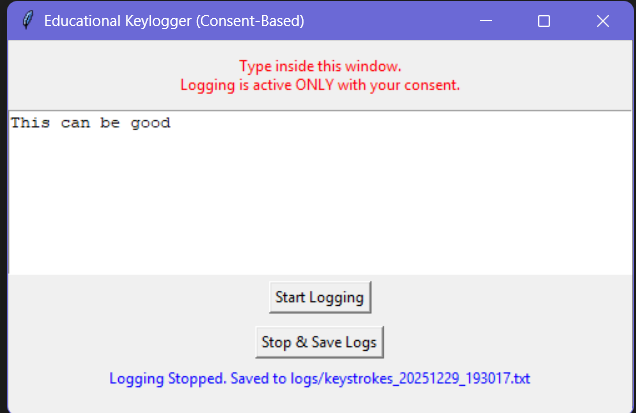 Educational Keylogger (Consent-Based)
Type inside this window.
Logging is active ONLY with your consent.
This can be good
Start Logging
Stop & Save Logs
Logging Stopped. Saved to logs/keystrokes_20251229_193017.txt